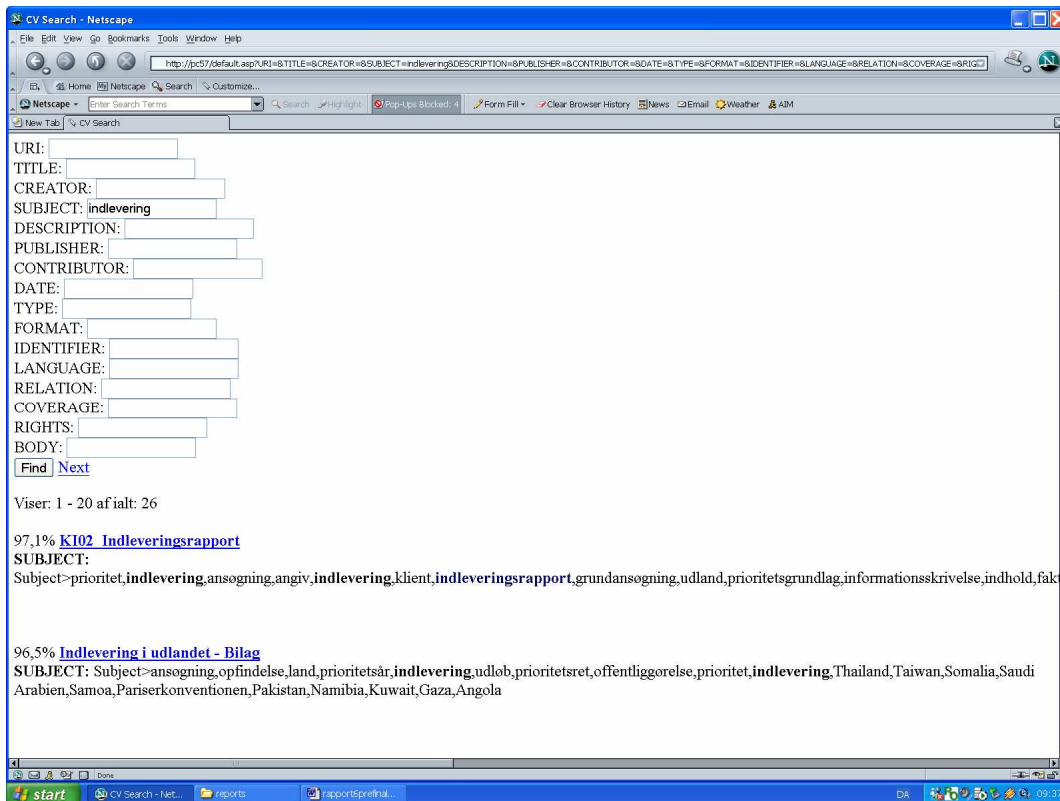 CV Search - Netscape
File Edit View Go Bookmarks Tools Window Help
http://pc57/default.asp?URI=&TITLE=&CREATOR=&SUBJECT=indlevering&DESCRIPTION=&PUBLISHER=&CONTRIBUTOR=&DATE=&TYPE=&FORMAT=&IDENTIFIER=&LANGUAGE=&RELATION=&COVERAGE=&RIG
Home My Netscape Search Customize...
Netscape Enter Search Terms Search Highlight Pop-Ups Blocked: 4 Form Fill Clear Browser History News Email Weather AIM
New Tab CV Search
URI:
TITLE:
CREATOR:
SUBJECT: indlevering
DESCRIPTION:
PUBLISHER:
CONTRIBUTOR:
DATE:
TYPE:
FORMAT:
IDENTIFIER:
LANGUAGE:
RELATION:
COVERAGE:
RIGHTS:
BODY:
Find Next
Viser: 1 - 20 af ialt: 26
97,1% KI02 Indleveringsrapport
SUBJECT:
Subject>prioritet,indlevering,ansøgning,angiv,indlevering,klient,indleveringsrapport,grundansøgning,udland,prioritetsgrundlag,informationsskrivelse,indhold,fakt
96,5% Indlevering i udlandet - Bilag
SUBJECT: Subject>ansøgning,opfindelse,land,prioritetsår,indlevering,udløb,prioritetsret,offentliggørelse,prioritet,indlevering,Thailand,Taiwan,Somalia,Saudi
Arabien,Samoa,Pariserkonventionen,Pakistan,Namibia,Kuwait,Gaza,Angola
Done
start CV Search - Net... reports rapport6prefinal... DA